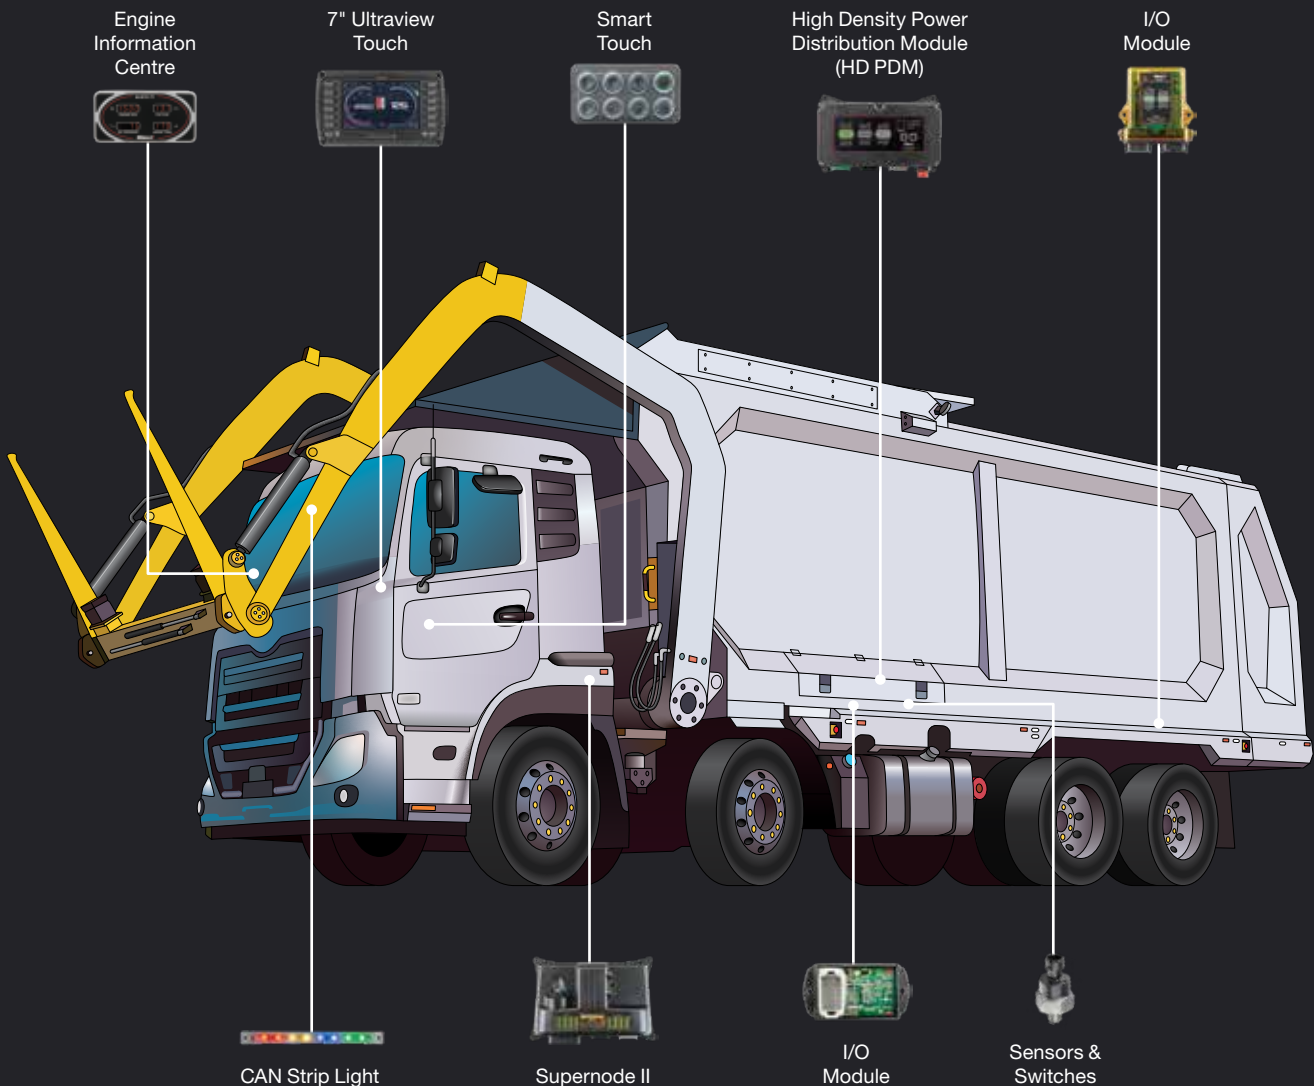 Engine
Information
Centre
7" Ultraview
Touch
Smart
Touch
High Density Power
Distribution Module
(HD PDM)
I/O
Module
CAN Strip Light
Supernode II
I/O
Module
Sensors &
Switches